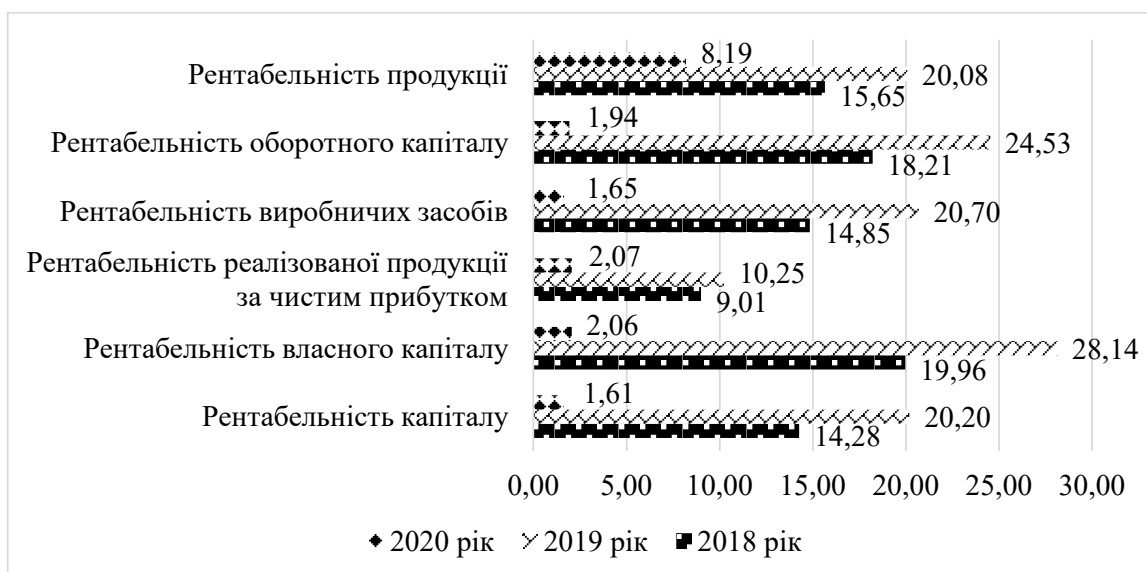 Рентабельність продукції
8,19
20,08
15,65
Рентабельність оборотного капіталу
1,94
24,53
18,21
Рентабельність виробничих засобів
1,65
20,70
14,85
Рентабельність реалізованої продукції
за чистим прибутком
2,07
10,25
9,01
Рентабельність власного капіталу
2,06
28,14
19,96
Рентабельність капіталу
1,61
20,20
14,28
0,00 5,00 10,00 15,00 20,00 25,00 30,00
2020 рік 2019 рік 2018 рік